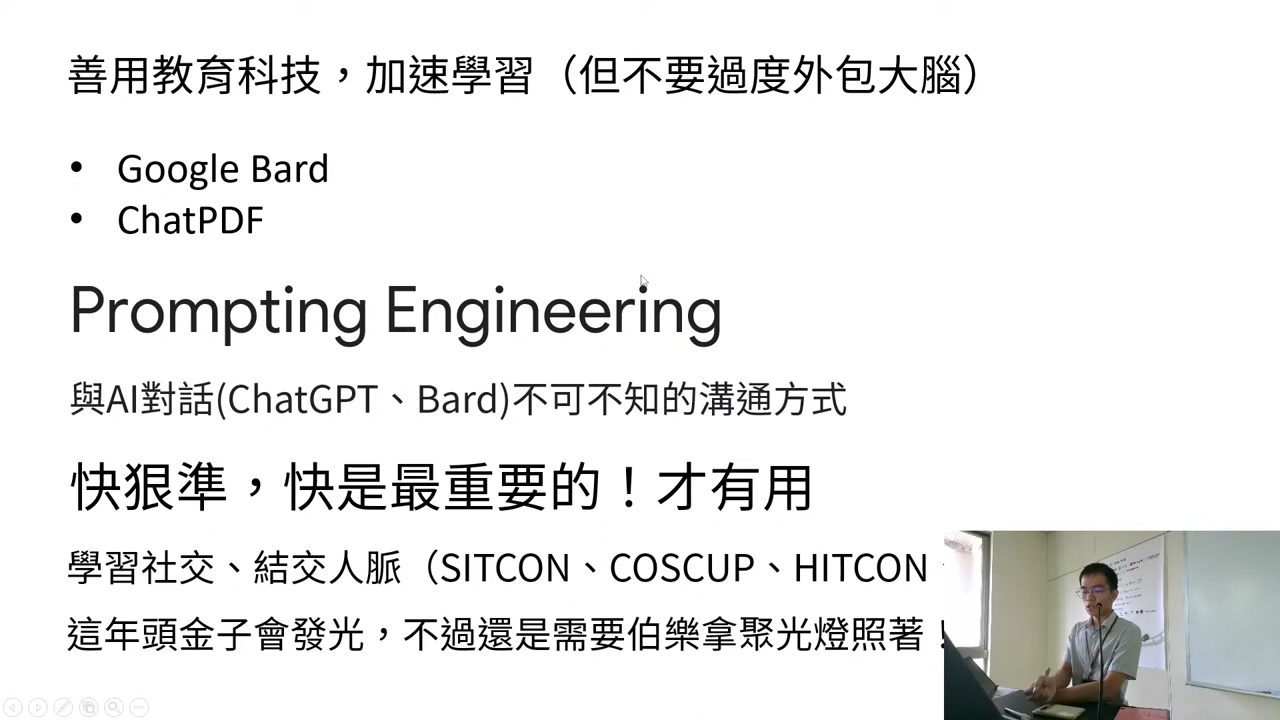 善用教育科技，加速學習（但不要過度外包大腦）
• Google Bard
• ChatPDF
Prompting Engineering
與AI對話(ChatGPT、Bard)不可不知的溝通方式
快狠準，快是最重要的！才有用
學習社交、結交人脈（SITCON、COSCUP、HITCON
這年頭金子會發光，不過還是需要伯樂拿聚光燈照著！